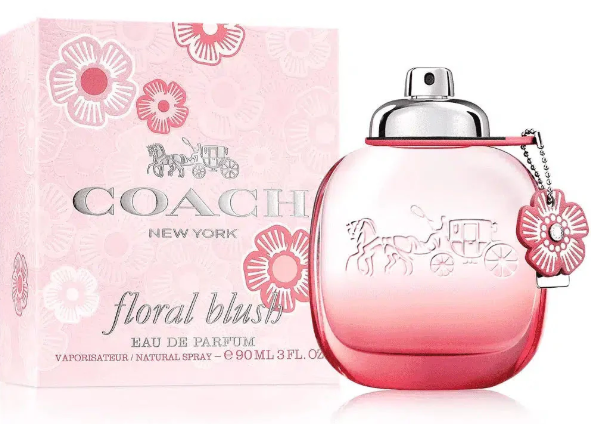 COACH
NEW YORK
floral blush
EAU DE PARFUM
VAPORISATEUR / NATURAL SPRAY – ℮ 90 ML 3 FL. OZ